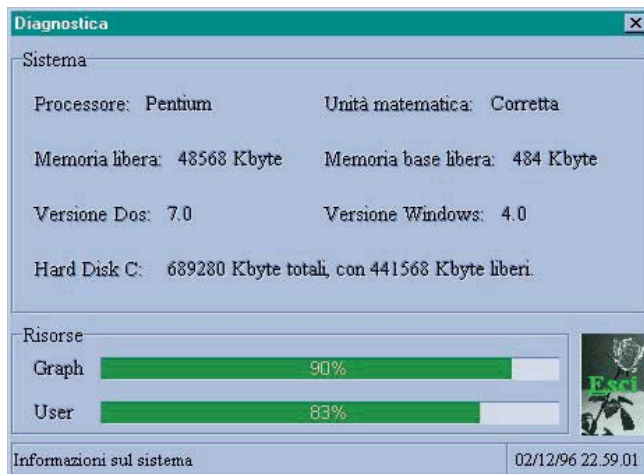 Diagnostica
Sistema
Processore: Pentium Unità matematica: Corretta
Memoria libera: 48568 Kbyte Memoria base libera: 484 Kbyte
Versione Dos: 7.0 Versione Windows: 4.0
Hard Disk C: 689280 Kbyte totali, con 441568 Kbyte liberi.
Risorse
Graph 90%
Esci
User 83%
Informazioni sul sistema 02/12/96 22.59.01